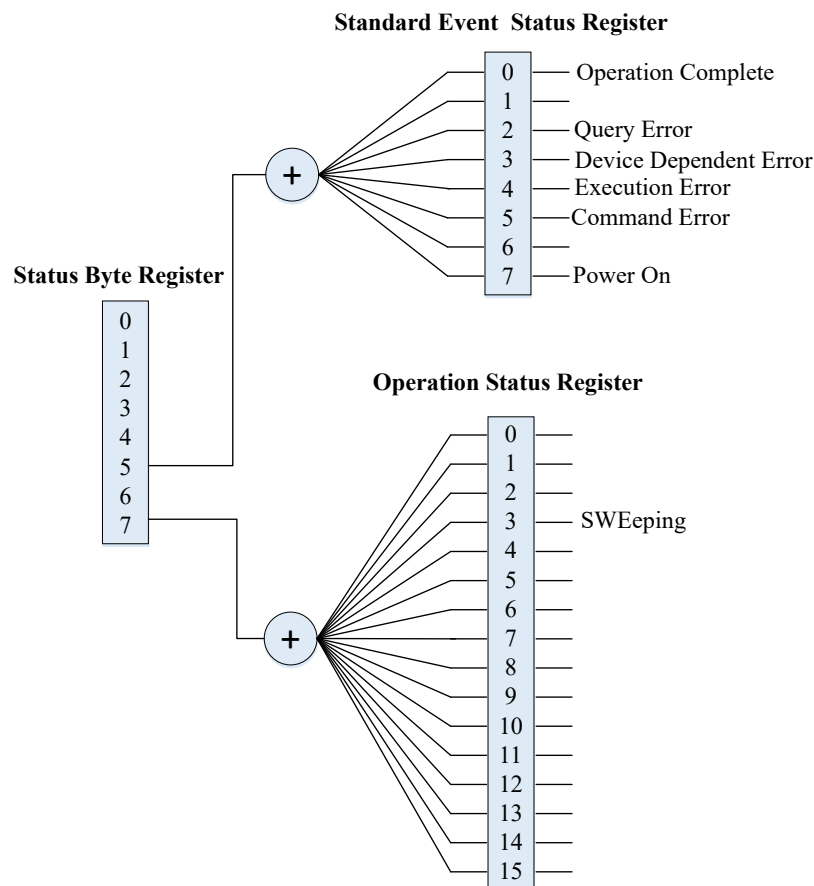 Standard Event Status Register
0 Operation Complete
1
2 Query Error
3 Device Dependent Error
4 Execution Error
5 Command Error
6
7 Power On
+
Status Byte Register
0
1
2
3
4
5
6
7
Operation Status Register
0
1
2
3 SWEeping
4
5
6
7
8
9
10
11
12
13
14
15
+